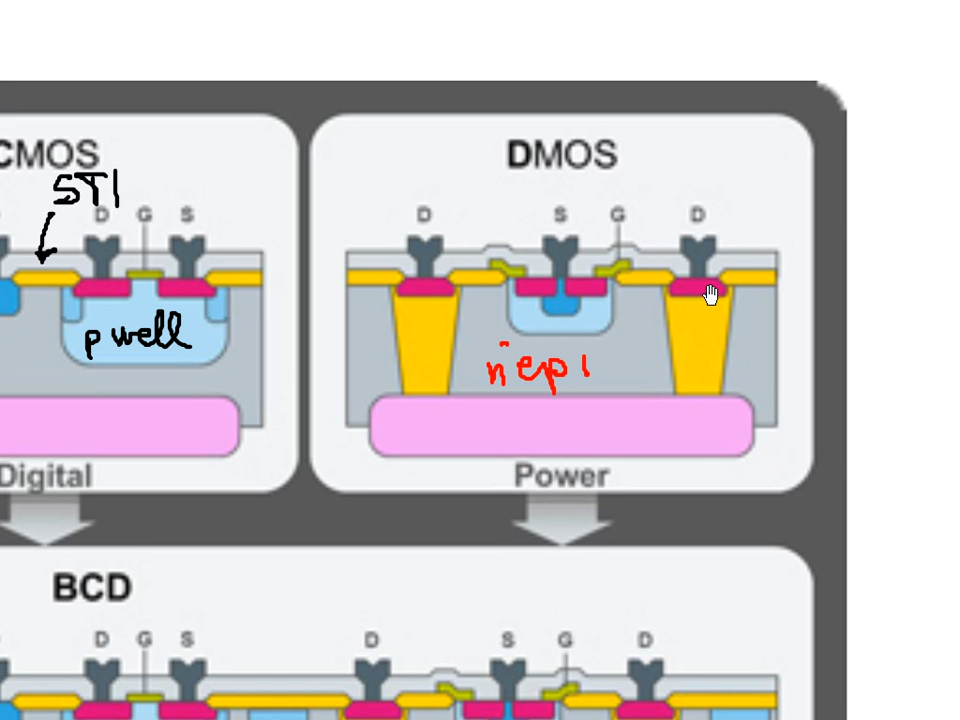 CMOS
DMOS
STI
D G S
D S G D
p well
n epi
Digital
Power
BCD
D G S D S G D